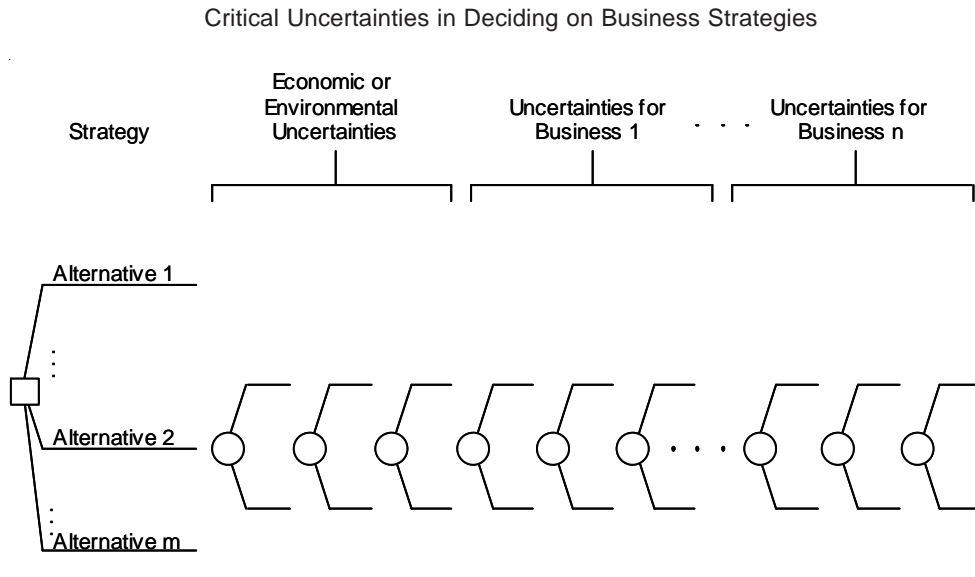 Critical Uncertainties in Deciding on Business Strategies
Strategy
Economic or
Environmental
Uncertainties
Uncertainties for
Business 1
. . .
Uncertainties for
Business n
Alternative 1
Alternative 2
Alternative m